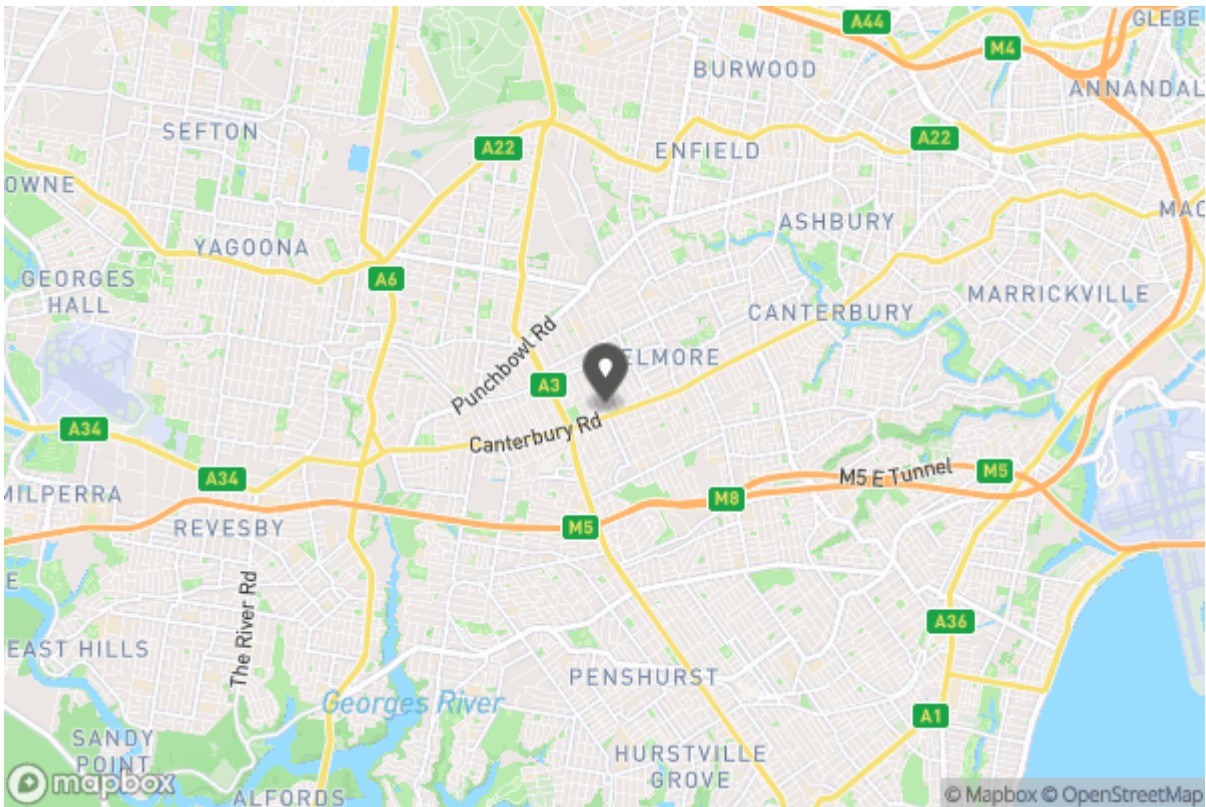 A44
GLEBE
M4
BURWOOD
ANNANDAL
SEFTON
A22
A22
ENFIELD
OWNE
MAC
ASHBURY
YAGOONA
A6
GEORGES
HALL
MARRICKVILLE
CANTERBURY
Punchbowl Rd
ELMORE
A3
A34
Canterbury Rd
A34
M5 E Tunnel
M5
MILPERRA
M8
REVESBY
M5
E
The River Rd
A36
EAST HILLS
PENSHURST
Georges River
A1
SANDY
POINT
HURSTVILLE
GROVE
mapbox
ALFORDS
© Mapbox © OpenStreetMap